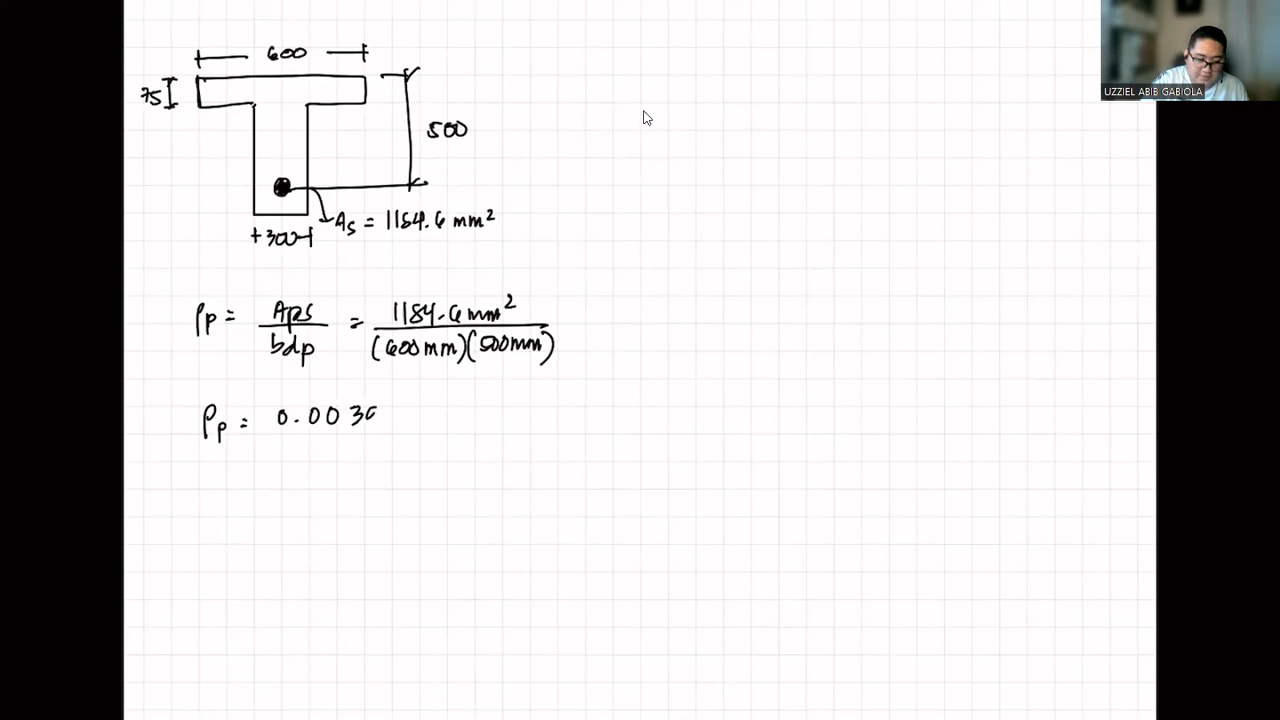 600
75
500
As = 1184.6 mm²
300
ρp = Aps / bdp = 1184.6 mm² / (600 mm)(500 mm)
ρp = 0.0039
UZZIEL ABIB GABIOLA